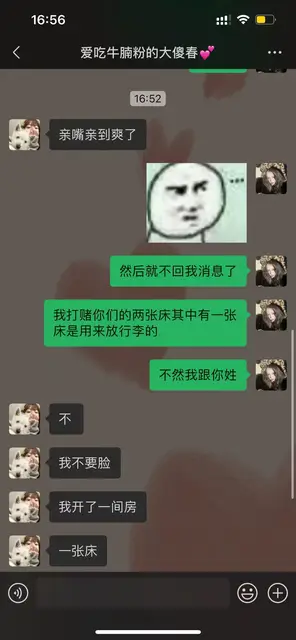 16:56
爱吃牛腩粉的大傻春💕
16:52
亲嘴亲到爽了
然后就不回我消息了
我打赌你们的两张床其中有一张
床是用来放行李的
不然我跟你姓
不
我不要脸
我开了一间房
一张床